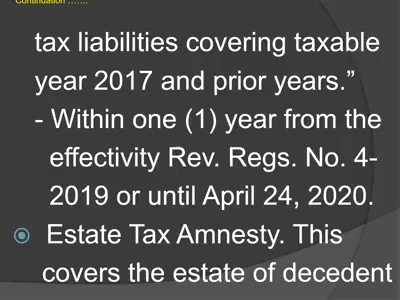 Continuation …….
tax liabilities covering taxable
year 2017 and prior years.”
- Within one (1) year from the
effectivity Rev. Regs. No. 4-
2019 or until April 24, 2020.
Estate Tax Amnesty. This
covers the estate of decedent